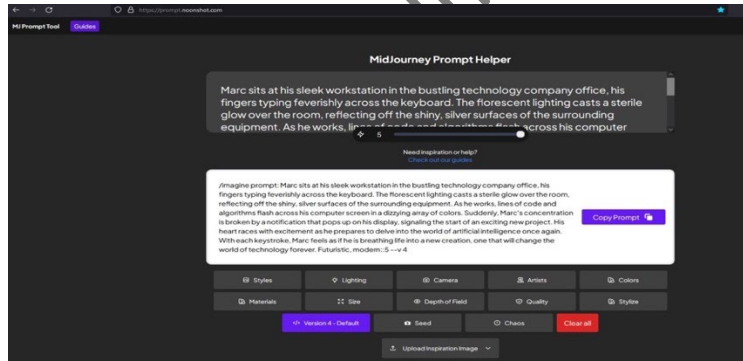 https://prompt.noonshot.com
MJ Prompt Tool
Guides
MidJourney Prompt Helper
Marc sits at his sleek workstation in the bustling technology company office, his
fingers typing feverishly across the keyboard. The florescent lighting casts a sterile
glow over the room, reflecting off the shiny, silver surfaces of the surrounding
equipment. As he works, lines of code and algorithms flash across his computer
5
Need inspiration or help?
Check out our guides
/imagine prompt: Marc sits at his sleek workstation in the bustling technology company office, his
fingers typing feverishly across the keyboard. The florescent lighting casts a sterile glow over the room,
reflecting off the shiny, silver surfaces of the surrounding equipment. As he works, lines of code and
algorithms flash across his computer screen in a dizzying array of colors. Suddenly, Marc's concentration
is broken by a notification that pops up on his display, signaling the start of an exciting new project. His
heart races with excitement as he prepares to delve into the world of artificial intelligence once again.
With each keystroke, Marc feels as if he is breathing life into a new creation, one that will change the
world of technology forever. Futuristic, modern::5 --v 4
Copy Prompt
Styles
Lighting
Camera
Artists
Colors
Materials
Size
Depth of Field
Quality
Stylize
</> Version 4 - Default
Seed
Chaos
Clear all
Upload Inspiration Image